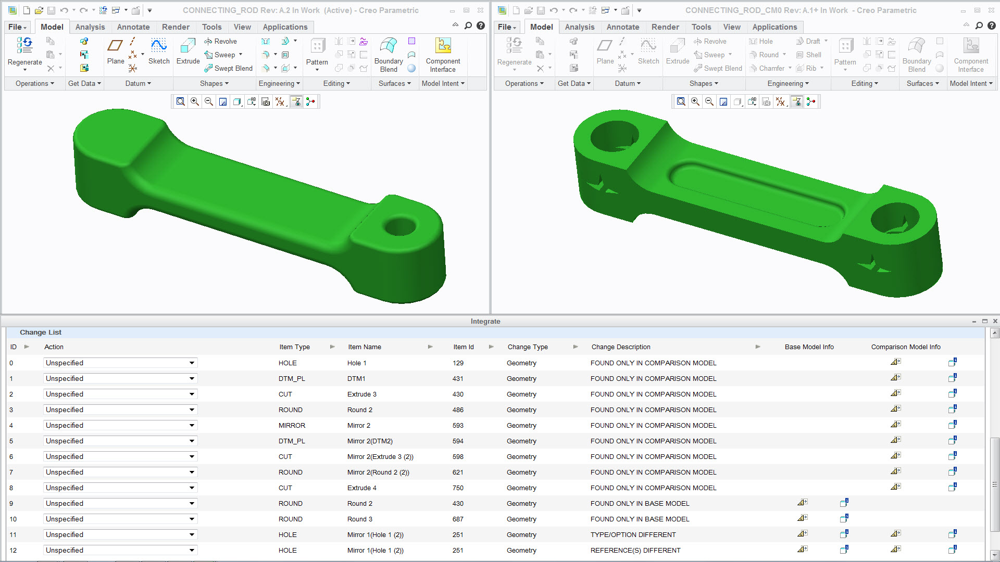 CONNECTING_ROD Rev: A.2 In Work (Active) - Creo Parametric
File Model Analysis Annotate Render Tools View Applications
Regenerate Plane Sketch Extrude Revolve Sweep Swept Blend Pattern Boundary Blend Component Interface
Operations Get Data Datum Shapes Engineering Editing Surfaces Model Intent
CONNECTING_ROD_CM0 Rev: A.1+ In Work - Creo Parametric
File Model Analysis Annotate Render Tools View Applications
Regenerate Plane Sketch Extrude Revolve Sweep Swept Blend Hole Round Chamfer Draft Shell Rib Pattern Boundary Blend Component Interface
Operations Get Data Datum Shapes Engineering Editing Surfaces Model Intent
Integrate
Change List
ID Action Item Type Item Name Item Id Change Type Change Description Base Model Info Comparison Model Info
0 Unspecified HOLE Hole 1 129 Geometry FOUND ONLY IN COMPARISON MODEL
1 Unspecified DTM_PL DTM1 431 Geometry FOUND ONLY IN COMPARISON MODEL
2 Unspecified CUT Extrude 3 430 Geometry FOUND ONLY IN COMPARISON MODEL
3 Unspecified ROUND Round 2 486 Geometry FOUND ONLY IN COMPARISON MODEL
4 Unspecified MIRROR Mirror 2 593 Geometry FOUND ONLY IN COMPARISON MODEL
5 Unspecified DTM_PL Mirror 2(DTM2) 594 Geometry FOUND ONLY IN COMPARISON MODEL
6 Unspecified CUT Mirror 2(Extrude 3 (2)) 598 Geometry FOUND ONLY IN COMPARISON MODEL
7 Unspecified ROUND Mirror 2(Round 2 (2)) 621 Geometry FOUND ONLY IN COMPARISON MODEL
8 Unspecified CUT Extrude 4 750 Geometry FOUND ONLY IN COMPARISON MODEL
9 Unspecified ROUND Round 2 430 Geometry FOUND ONLY IN BASE MODEL
10 Unspecified ROUND Round 3 687 Geometry FOUND ONLY IN BASE MODEL
11 Unspecified HOLE Mirror 1(Hole 1 (2)) 251 Geometry TYPE/OPTION DIFFERENT
12 Unspecified HOLE Mirror 1(Hole 1 (2)) 251 Geometry REFERENCE(S) DIFFERENT